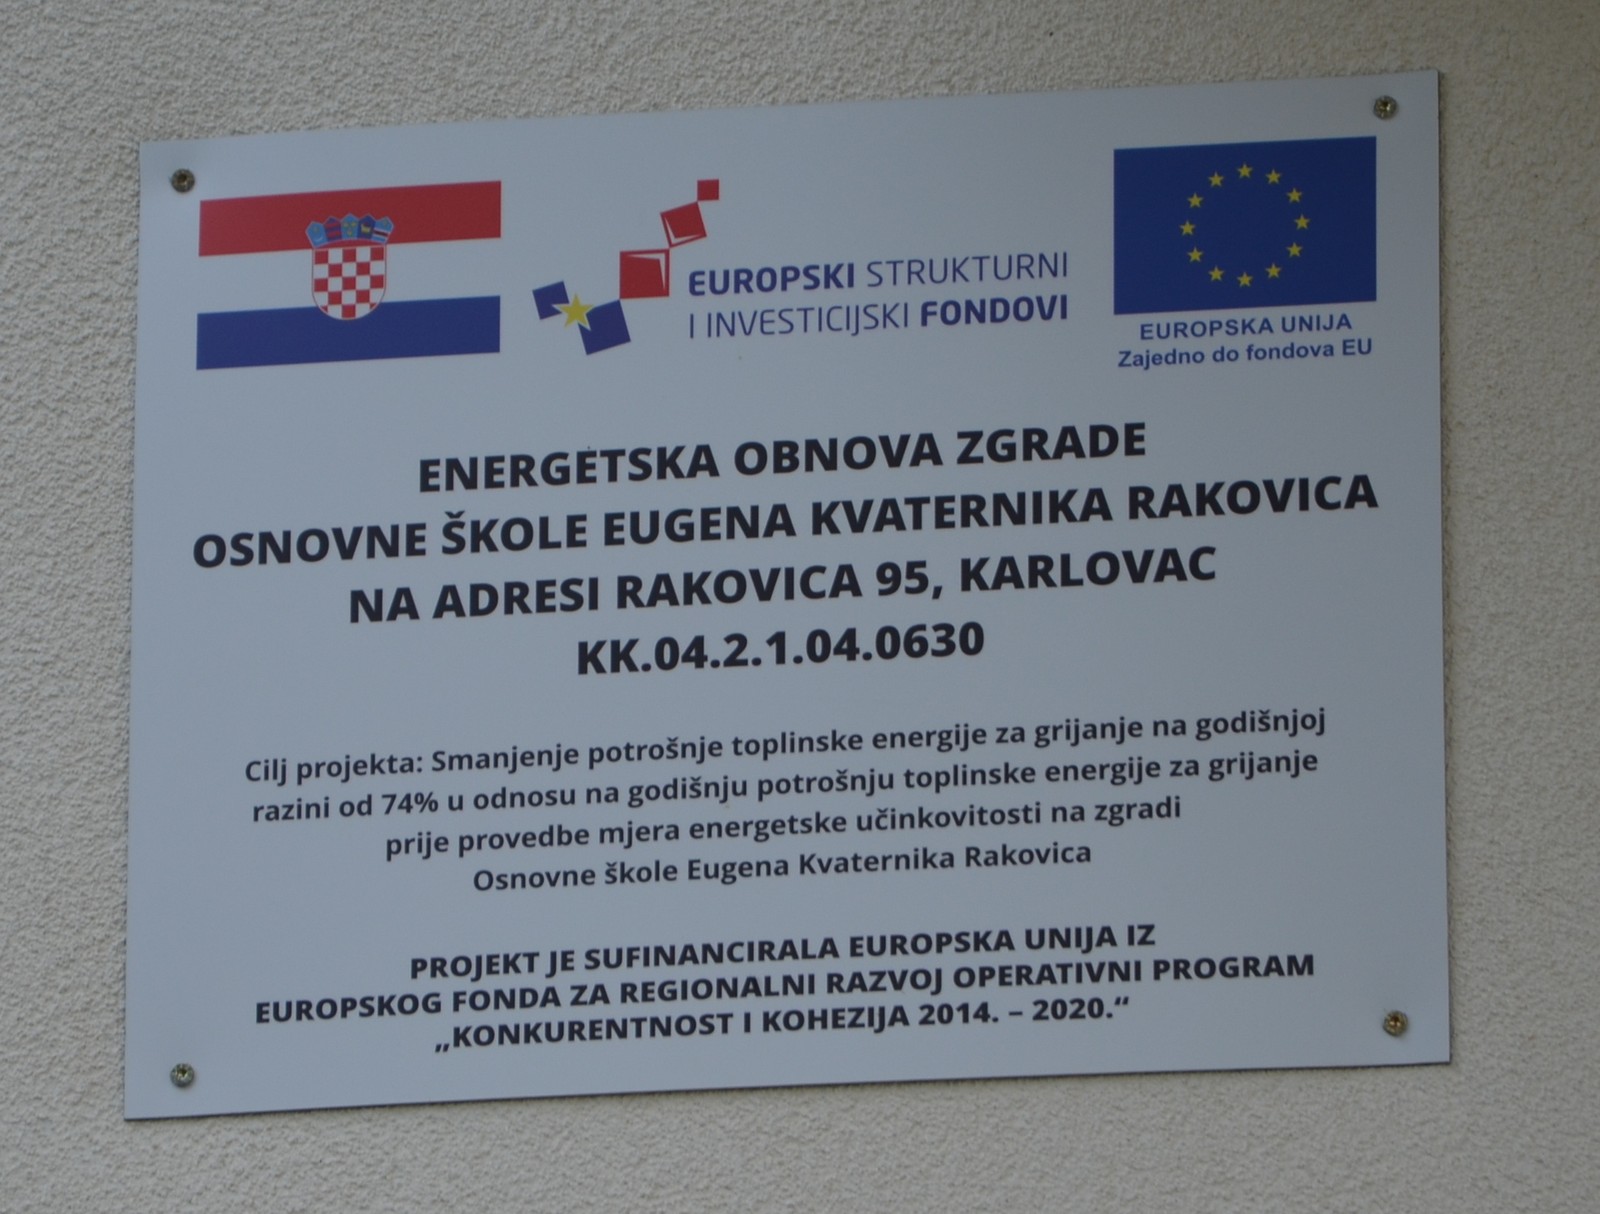 EUROPSKI STRUKTURNI
I INVESTICIJSKI FONDOVI
EUROPSKA UNIJA
Zajedno do fondova EU
ENERGETSKA OBNOVA ZGRADE
OSNOVNE ŠKOLE EUGENA KVATERNIKA RAKOVICA
NA ADRESI RAKOVICA 95, KARLOVAC
KK.04.2.1.04.0630
Cilj projekta: Smanjenje potrošnje toplinske energije za grijanje na godišnjoj
razini od 74% u odnosu na godišnju potrošnju toplinske energije za grijanje
prije provedbe mjera energetske učinkovitosti na zgradi
Osnovne škole Eugena Kvaternika Rakovica
PROJEKT JE SUFINANCIRALA EUROPSKA UNIJA IZ
EUROPSKOG FONDA ZA REGIONALNI RAZVOJ OPERATIVNI PROGRAM
„KONKURENTNOST I KOHEZIJA 2014. – 2020.“